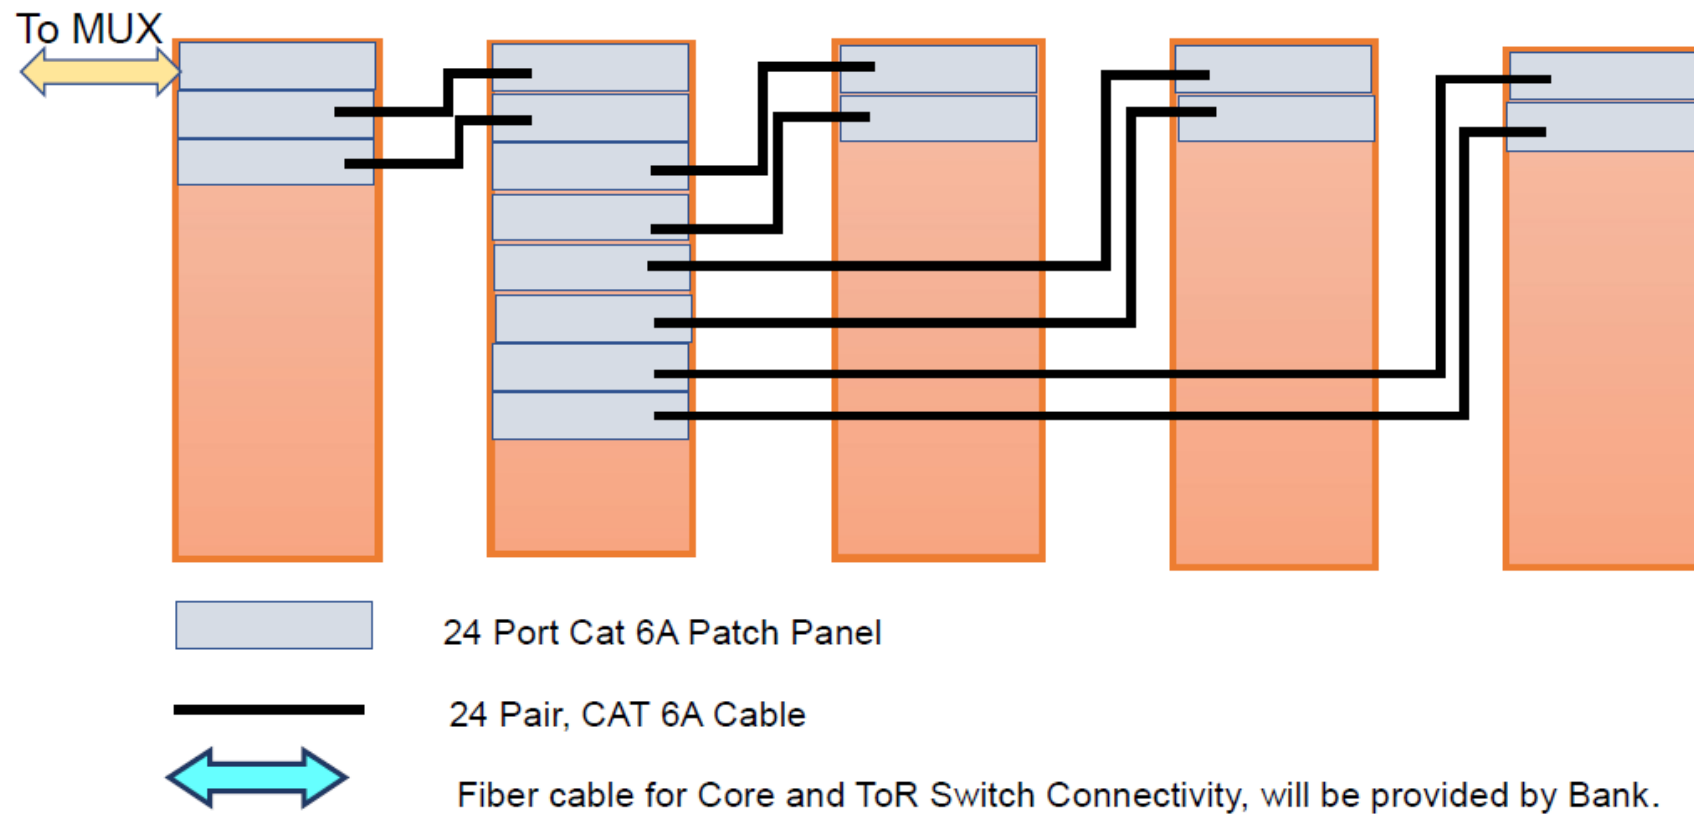 To MUX
24 Port Cat 6A Patch Panel
24 Pair, CAT 6A Cable
Fiber cable for Core and ToR Switch Connectivity, will be provided by Bank.